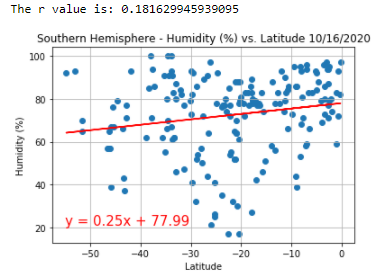 The r value is: 0.181629945939095
Southern Hemisphere - Humidity (%) vs. Latitude 10/16/2020
100
80
60
40
20
Humidity (%)
y = 0.25x + 77.99
−50
−40
−30
−20
−10
0
Latitude